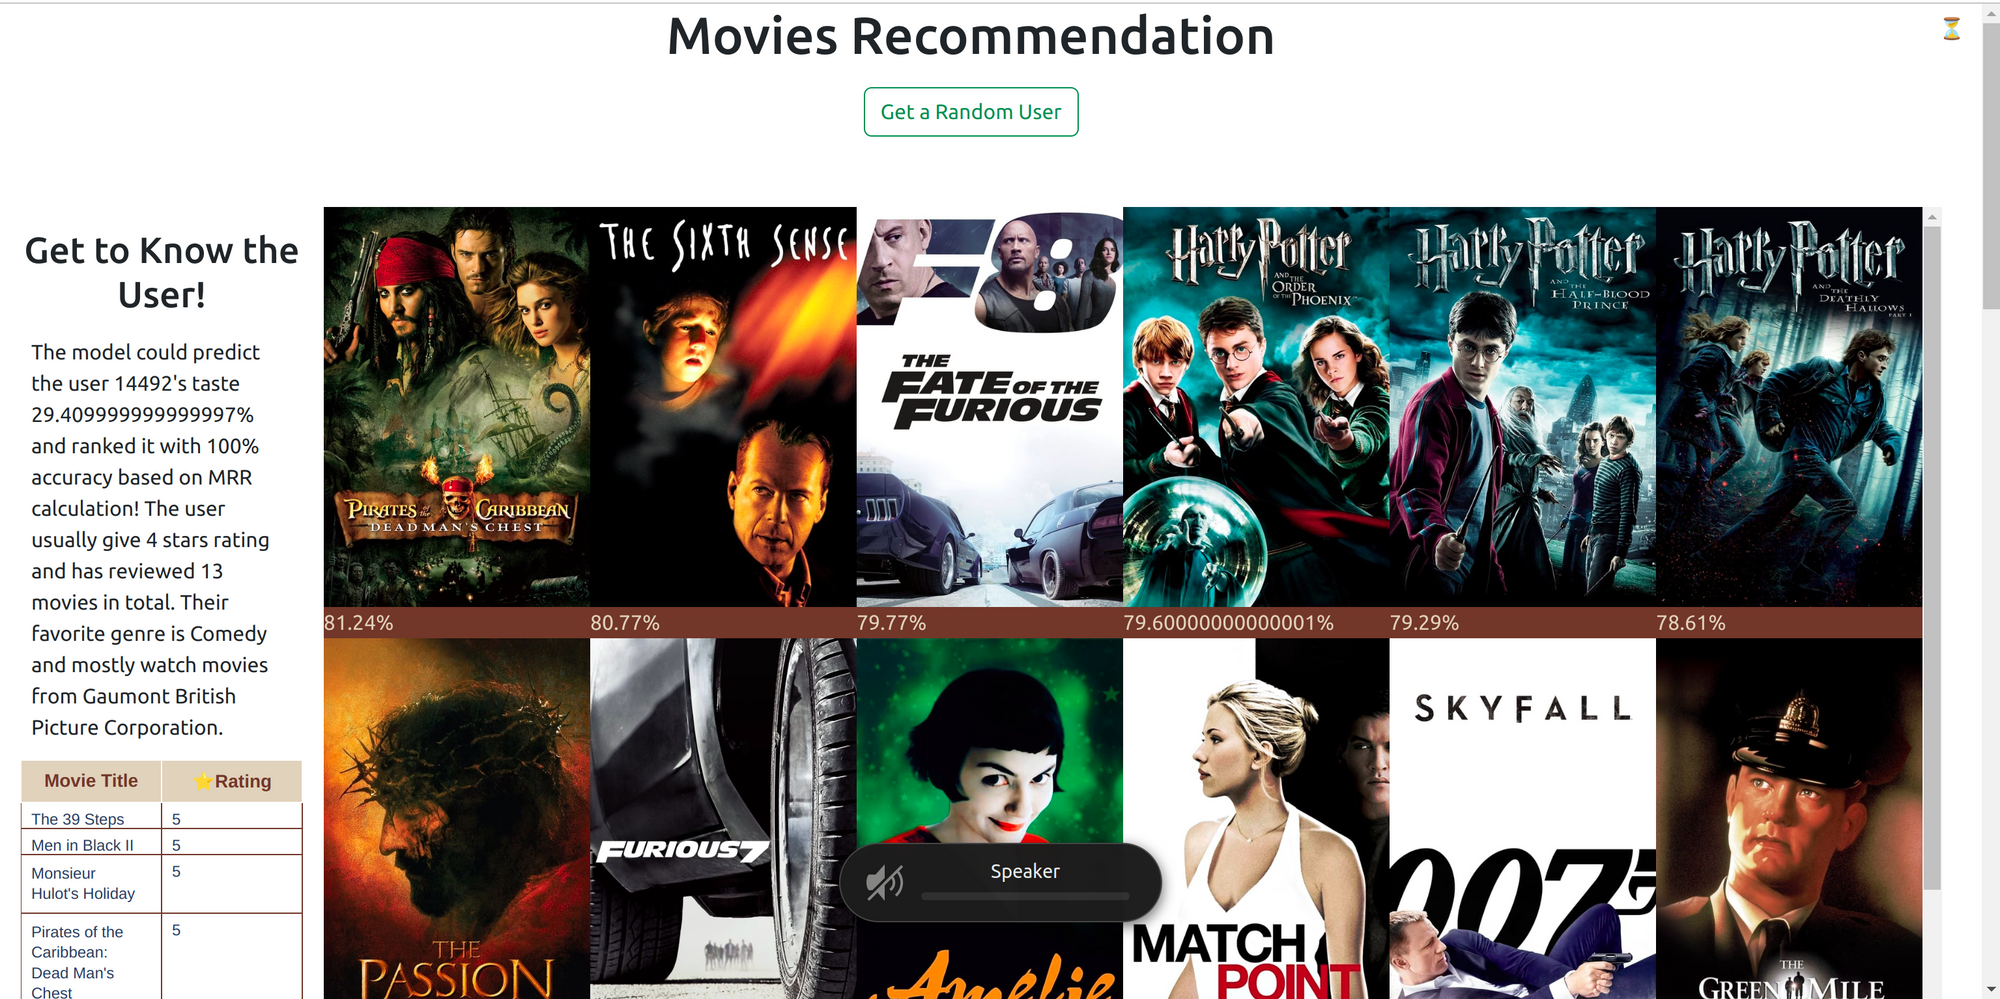 Movies Recommendation
Get a Random User
Get to Know the
User!
The model could predict
the user 14492's taste
29.409999999999997%
and ranked it with 100%
accuracy based on MRR
calculation! The user
usually give 4 stars rating
and has reviewed 13
movies in total. Their
favorite genre is Comedy
and mostly watch movies
from Gaumont British
Picture Corporation.
Movie Title ⭐Rating
The 39 Steps 5
Men in Black II 5
Monsieur 5
Hulot's Holiday
Pirates of the 5
Caribbean:
Dead Man's
Chest
PIRATES of the CARIBBEAN
DEAD MAN'S CHEST
81.24%
THE SIXTH SENSE
80.77%
F8
THE
FATE OF THE
FURIOUS
79.77%
Harry Potter
AND THE
ORDER
OF THE PHOENIX
79.60000000000001%
Harry Potter
AND THE
HALF-BLOOD
PRINCE
79.29%
Harry Potter
AND THE
DEATHLY
HALLOWS
PART 1
78.61%
THE
PASSION
FURIOUS 7
Amelie
MATCH
POINT
SKYFALL
007
THE
GREEN MILE
Speaker